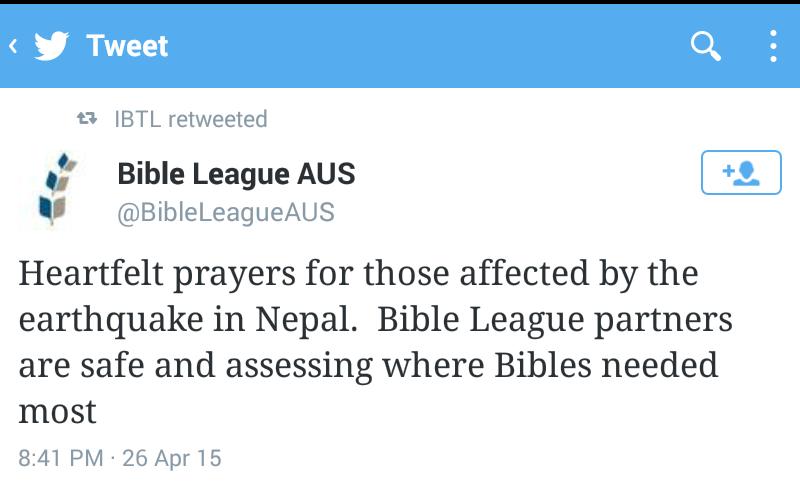 Tweet
IBTL retweeted
Bible League AUS
@BibleLeagueAUS
Heartfelt prayers for those affected by the
earthquake in Nepal.  Bible League partners
are safe and assessing where Bibles needed
most
8:41 PM · 26 Apr 15